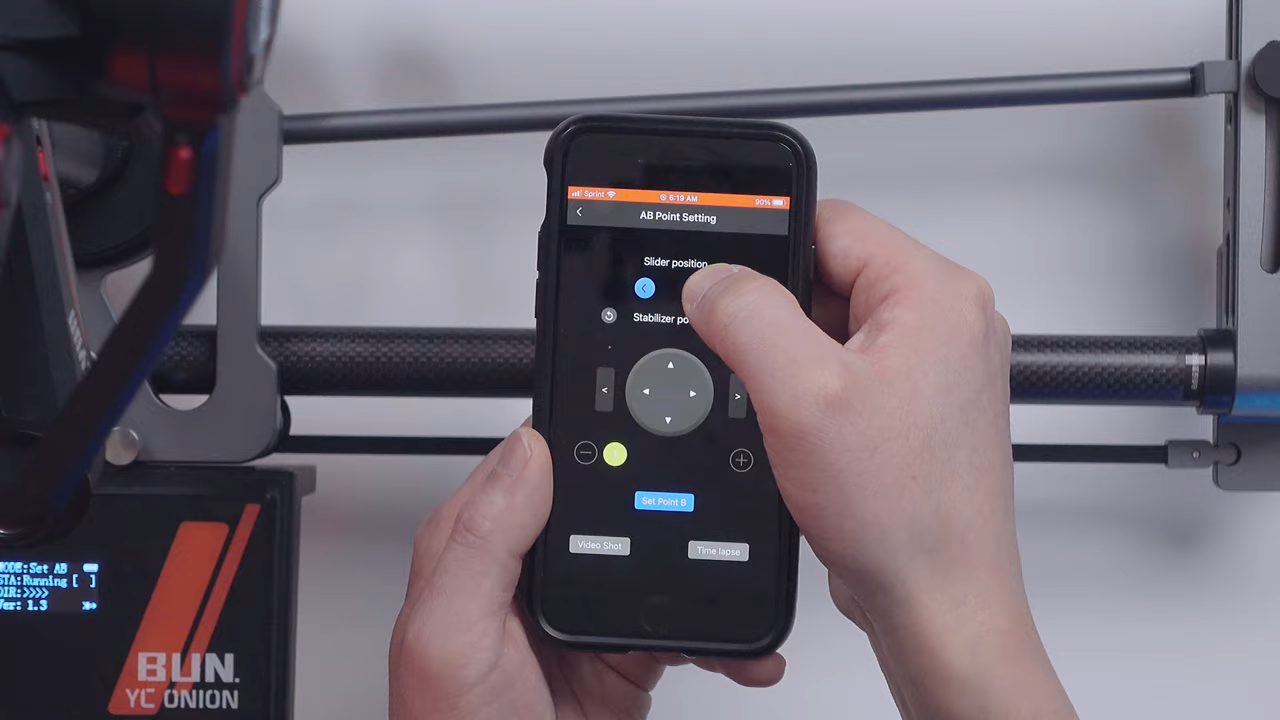 Sprint
6:19 AM
90%
AB Point Setting
Slider position
Stabilizer po
Set Point B
Video Shot
Time lapse
MODE:Set AB
STA:Running [ ]
DIR:>>>>
Ver: 1.3
BUN.
YC ONION